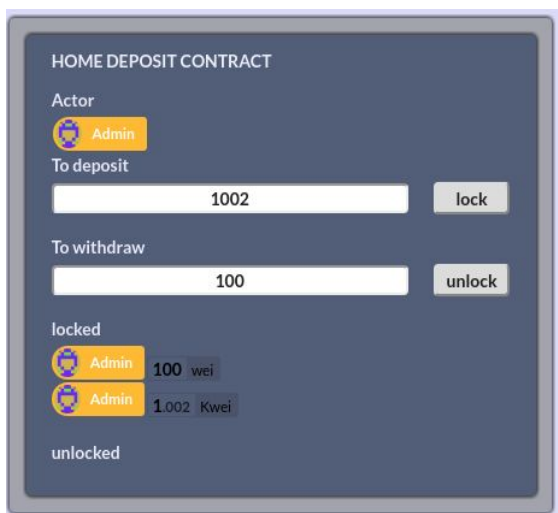 HOME DEPOSIT CONTRACT
Actor
Admin
To deposit
1002 lock
To withdraw
100 unlock
locked
Admin 100 wei
Admin 1.002 Kwei
unlocked